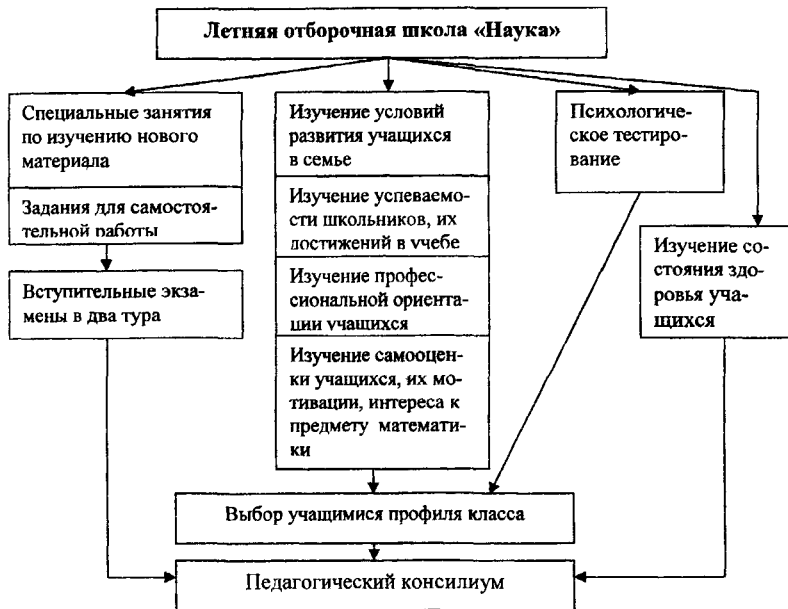 Летняя отборочная школа «Наука»
Специальные занятия
по изучению нового
материала
Задания для самостоя-
тельной работы
Вступительные экза-
мены в два тура
Изучение условий
развития учащихся
в семье
Изучение успеваемо-
сти школьников, их
достижений в учебе
Изучение профес-
сиональной ориента-
ции учащихся
Изучение самооцен-
ки учащихся, их мо-
тивации, интереса к
предмету математи-
ки
Психологиче-
ское тестиро-
вание
Изучение со-
стояния здо-
ровья уча-
щихся
Выбор учащимися профиля класса
Педагогический консилиум